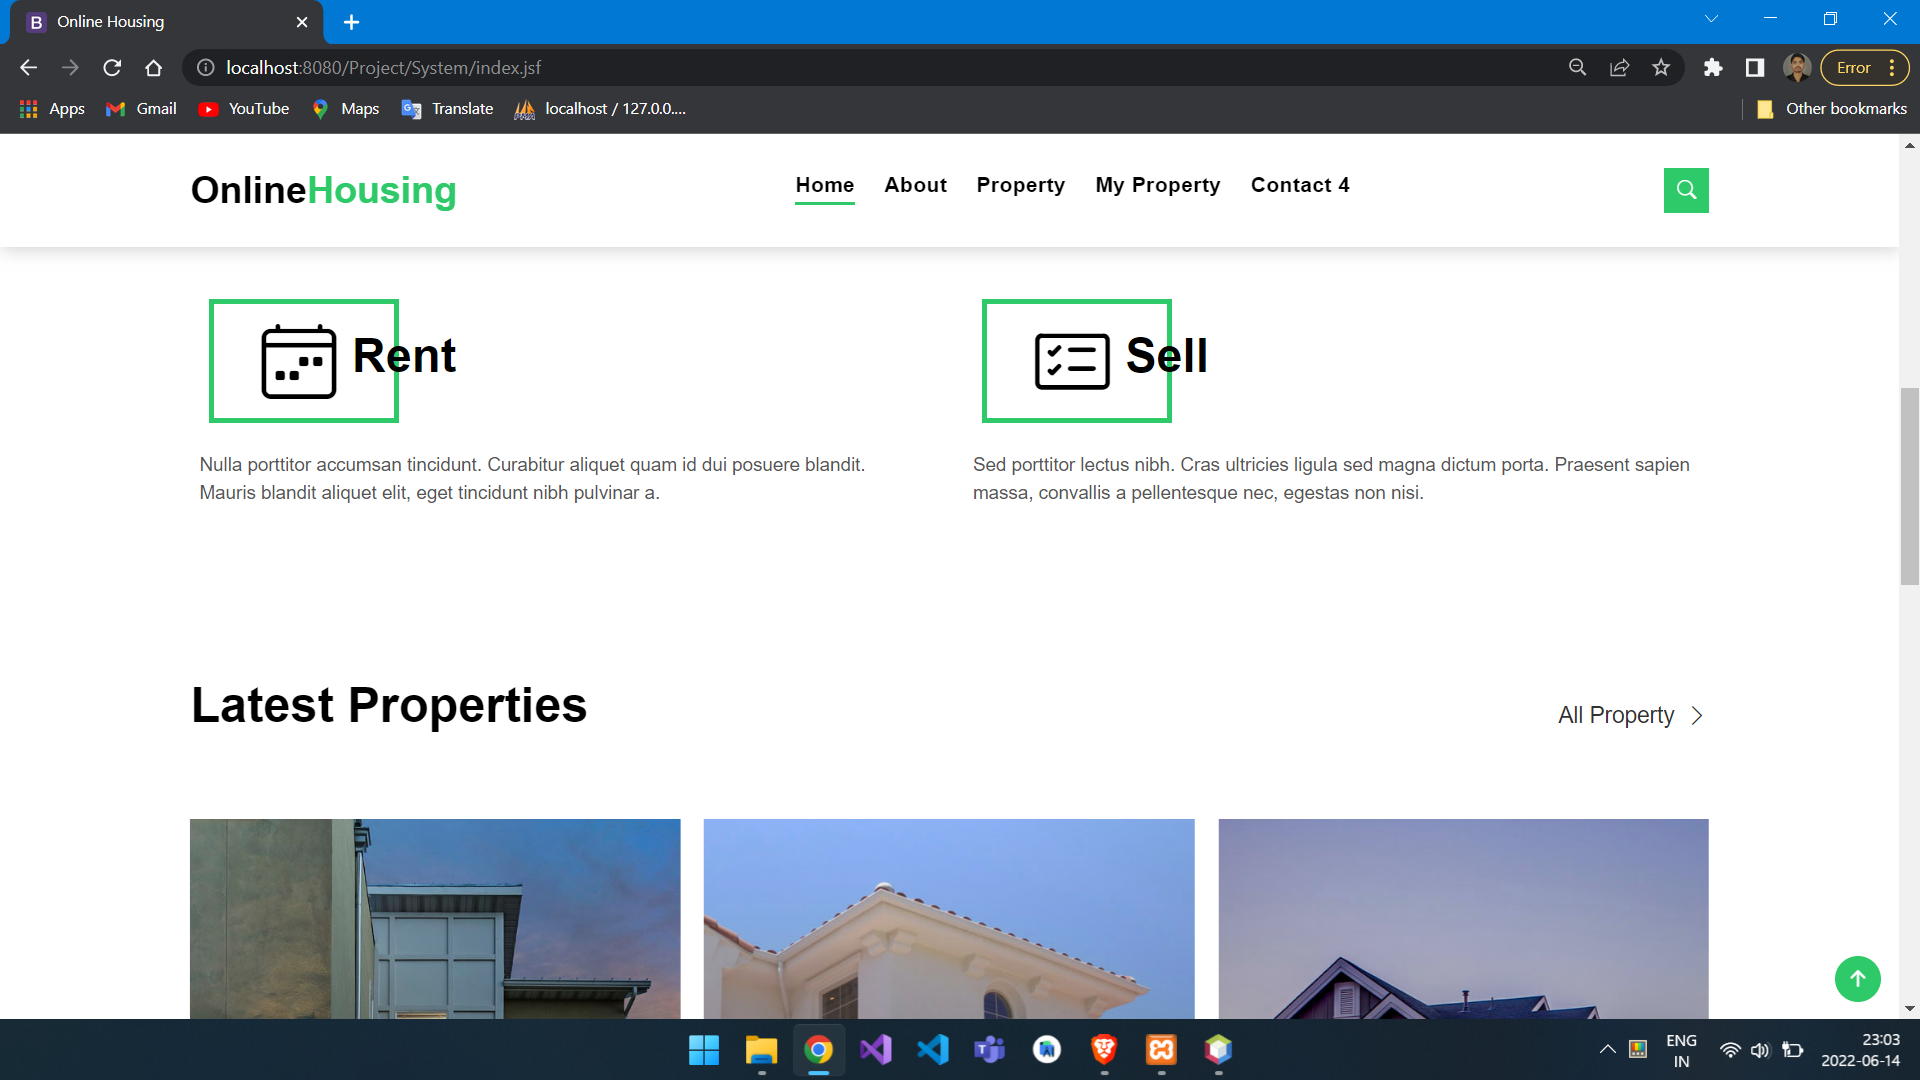 Online Housing
localhost:8080/Project/System/index.jsf
Error
Apps Gmail YouTube Maps Translate localhost / 127.0.0.... Other bookmarks
OnlineHousing
Home About Property My Property Contact 4
Rent
Nulla porttitor accumsan tincidunt. Curabitur aliquet quam id dui posuere blandit.
Mauris blandit aliquet elit, eget tincidunt nibh pulvinar a.
Sell
Sed porttitor lectus nibh. Cras ultricies ligula sed magna dictum porta. Praesent sapien
massa, convallis a pellentesque nec, egestas non nisi.
Latest Properties
All Property
ENG
IN
23:03
2022-06-14